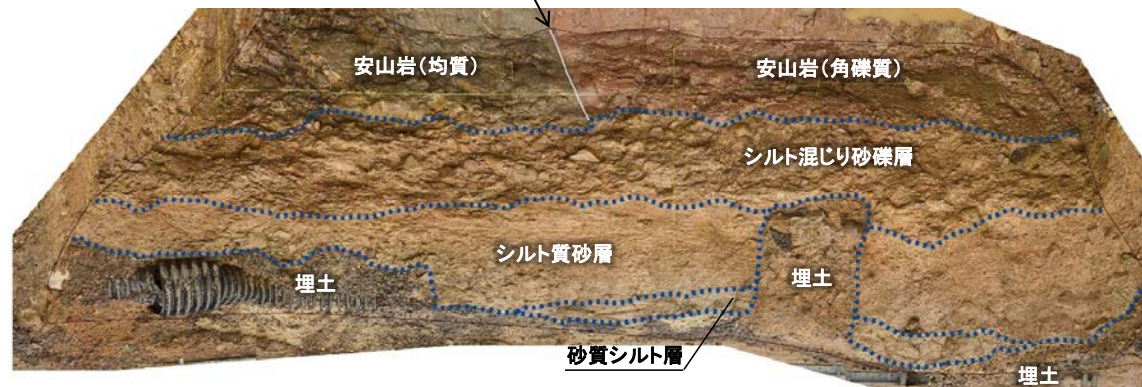 安山岩(均質)
安山岩(角礫質)
シルト混じり砂礫層
シルト質砂層
埋土
埋土
砂質シルト層
埋土